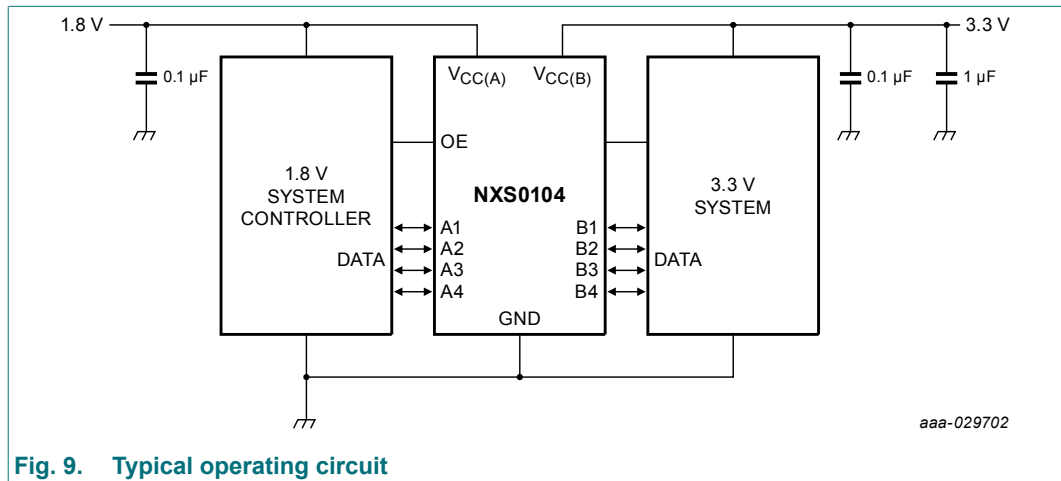 1.8 V
3.3 V
0.1 µF
VCC(A)
VCC(B)
0.1 µF
1 µF
OE
1.8 V
SYSTEM
CONTROLLER
NXS0104
3.3 V
SYSTEM
DATA
A1
A2
A3
A4
B1
B2
B3
B4
DATA
GND
aaa-029702
Fig. 9. Typical operating circuit